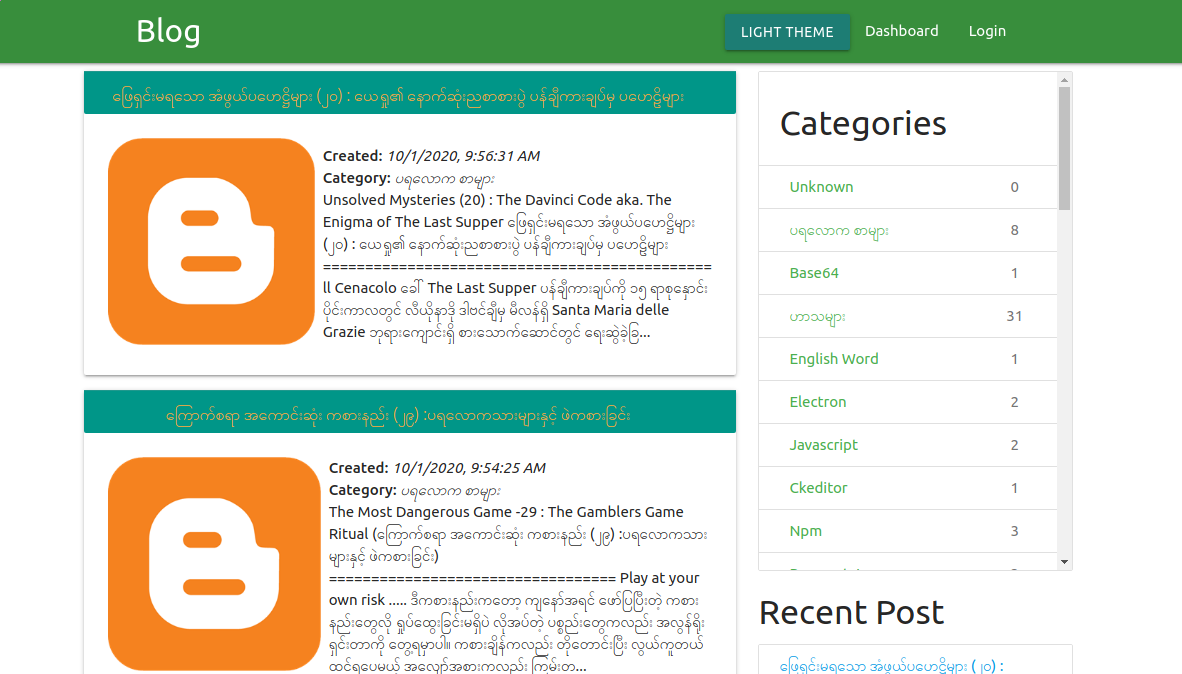 Blog
LIGHT THEME
Dashboard
Login
ဖြေရှင်းမရသော အံဖွယ်ပဟေဠိများ (၂၀) : ယေရှု၏ နောက်ဆုံးညစာစားပွဲ ပန်ချီကားချပ်မှ ပဟေဠိများ
Created: 10/1/2020, 9:56:31 AM
Category: ပရလောက စာများ
Unsolved Mysteries (20) : The Davinci Code aka. The
Enigma of The Last Supper ဖြေရှင်းမရသော အံဖွယ်ပဟေဠိများ
(၂၀) : ယေရှု၏ နောက်ဆုံးညစာစားပွဲ ပန်ချီကားချပ်မှ ပဟေဠိများ
==============================================
ll Cenacolo ခေါ် The Last Supper ပန်ချီကားချပ်ကို ၁၅ ရာစုနှောင်း
ပိုင်းကာလတွင် လီယိုနာဒို ဒါဗင်ချီမှ မီလန်ရှိ Santa Maria delle
Grazie ဘုရားကျောင်းရှိ စားသောက်ဆောင်တွင် ရေးဆွဲခဲ့ခြ...
ကြောက်စရာ အကောင်းဆုံး ကစားနည်း (၂၉) :ပရလောကသားများနှင့် ဖဲကစားခြင်း
Created: 10/1/2020, 9:54:25 AM
Category: ပရလောက စာများ
The Most Dangerous Game -29 : The Gamblers Game
Ritual (ကြောက်စရာ အကောင်းဆုံး ကစားနည်း (၂၉) :ပရလောကသား
များနှင့် ဖဲကစားခြင်း)
================================== Play at your
own risk ..... ဒီကစားနည်းကတော့ ကျနော်အရင် ဖော်ပြပြီးတဲ့ ကစား
နည်းတွေလို ရှုပ်ထွေးခြင်းမရှိပဲ လိုအပ်တဲ့ ပစ္စည်းတွေကလည်း အလွန်ရိုး
ရှင်းတာကို တွေ့ရမှာပါ။ ကစားချိန်ကလည်း တိုတောင်းပြီး လွယ်ကူတယ်
ထင်ရပေမယ့် အလျော်အစားကလည်း ကြမ်းတ...
Categories
Unknown 0
ပရလောက စာများ 8
Base64 1
ဟာသများ 31
English Word 1
Electron 2
Javascript 2
Ckeditor 1
Npm 3
Recent Post
ဖြေရှင်းမရသော အံဖွယ်ပဟေဠိများ (၂၀) :